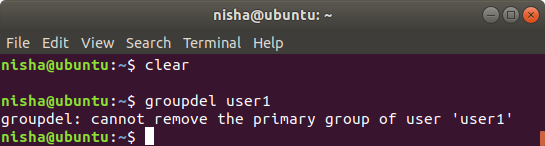 nisha@ubuntu: ~
File Edit View Search Terminal Help
nisha@ubuntu:~$ clear
nisha@ubuntu:~$ groupdel user1
groupdel: cannot remove the primary group of user 'user1'
nisha@ubuntu:~$